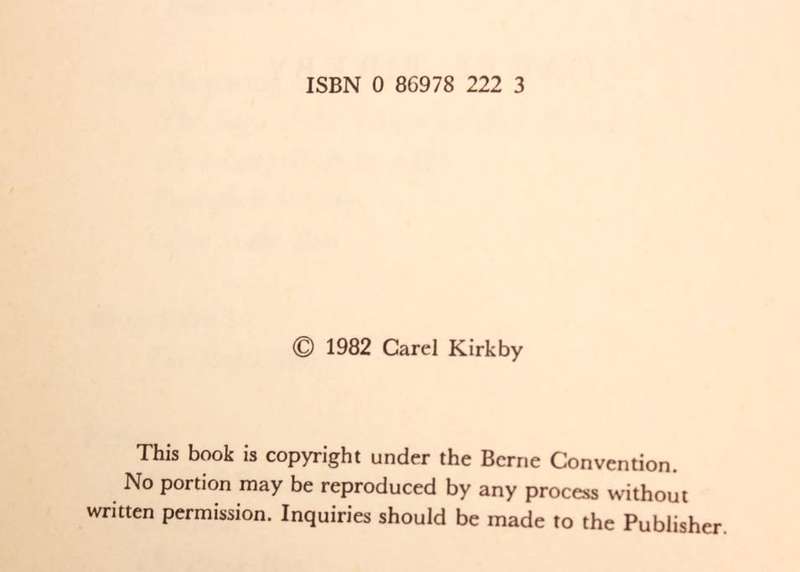 ISBN 0 86978 222 3
© 1982 Carel Kirkby
This book is copyright under the Berne Convention.
No portion may be reproduced by any process without
written permission. Inquiries should be made to the Publisher.